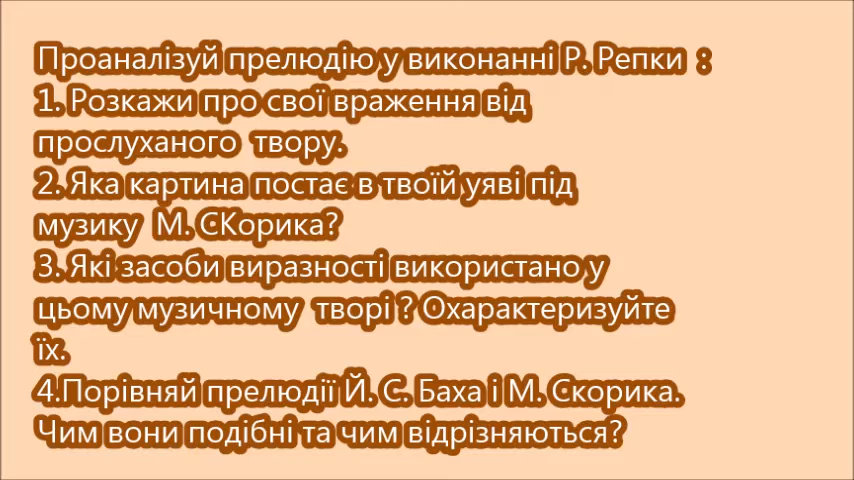 Проаналізуй прелюдію у виконанні Р. Репки  :
1. Розкажи про свої враження від
прослуханого  твору.
2. Яка картина постає в твоїй уяві під
музику  М. СКорика?
3. Які засоби виразності використано у
цьому музичному  творі ? Охарактеризуйте
їх.
4.Порівняй прелюдії Й. С. Баха і М. Скорика.
Чим вони подібні та чим відрізняються?